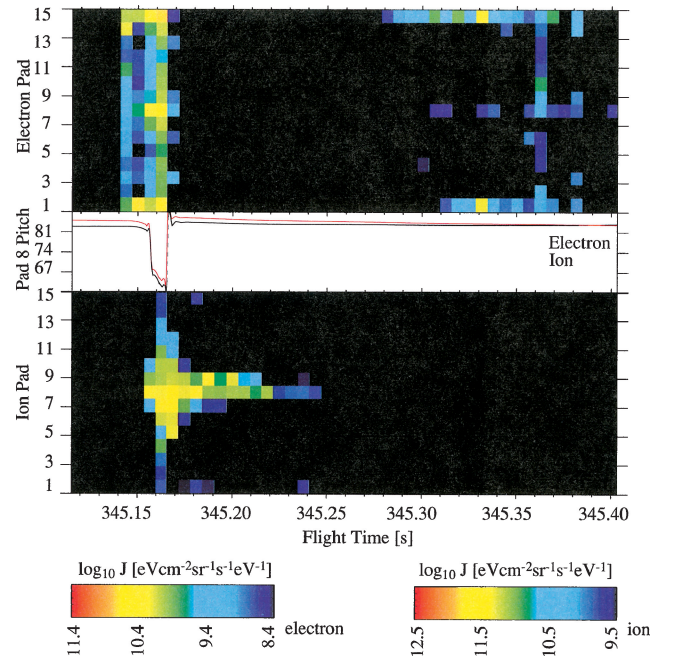 15
13
11
9
7
5
3
1
Electron Pad
81
74
67
Pad 8 Pitch
Electron
Ion
15
13
11
9
7
5
3
1
Ion Pad
345.15 345.20 345.25 345.30 345.35 345.40
Flight Time [s]
log10 J [eVcm-2sr-1s-1eV-1]
11.4 10.4 9.4 8.4
electron
log10 J [eVcm-2sr-1s-1eV-1]
12.5 11.5 10.5 9.5
ion